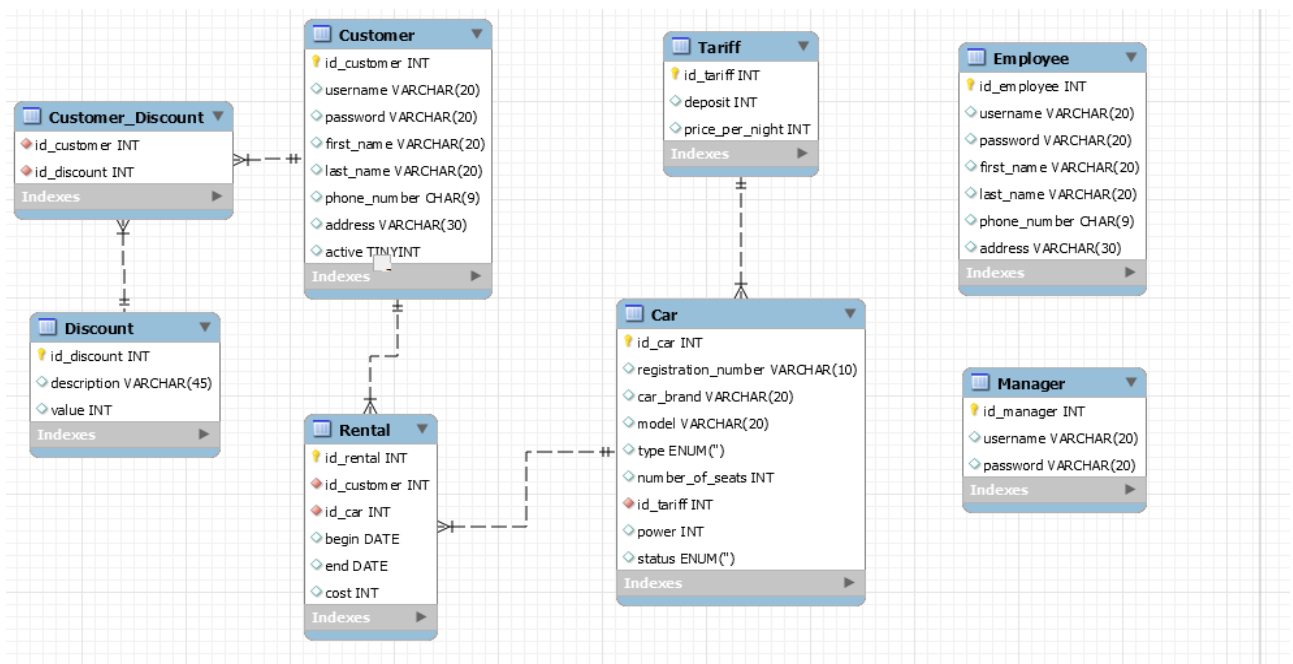 Customer
id_customer INT
username VARCHAR(20)
password VARCHAR(20)
first_name VARCHAR(20)
last_name VARCHAR(20)
phone_number CHAR(9)
address VARCHAR(30)
active TINYINT
Indexes
Tariff
id_tariff INT
deposit INT
price_per_night INT
Indexes
Employee
id_employee INT
username VARCHAR(20)
password VARCHAR(20)
first_name VARCHAR(20)
last_name VARCHAR(20)
phone_number CHAR(9)
address VARCHAR(30)
Indexes
Customer_Discount
id_customer INT
id_discount INT
Indexes
Discount
id_discount INT
description VARCHAR(45)
value INT
Indexes
Rental
id_rental INT
id_customer INT
id_car INT
begin DATE
end DATE
cost INT
Indexes
Car
id_car INT
registration_number VARCHAR(10)
car_brand VARCHAR(20)
model VARCHAR(20)
type ENUM('')
number_of_seats INT
id_tariff INT
power INT
status ENUM('')
Indexes
Manager
id_manager INT
username VARCHAR(20)
password VARCHAR(20)
Indexes